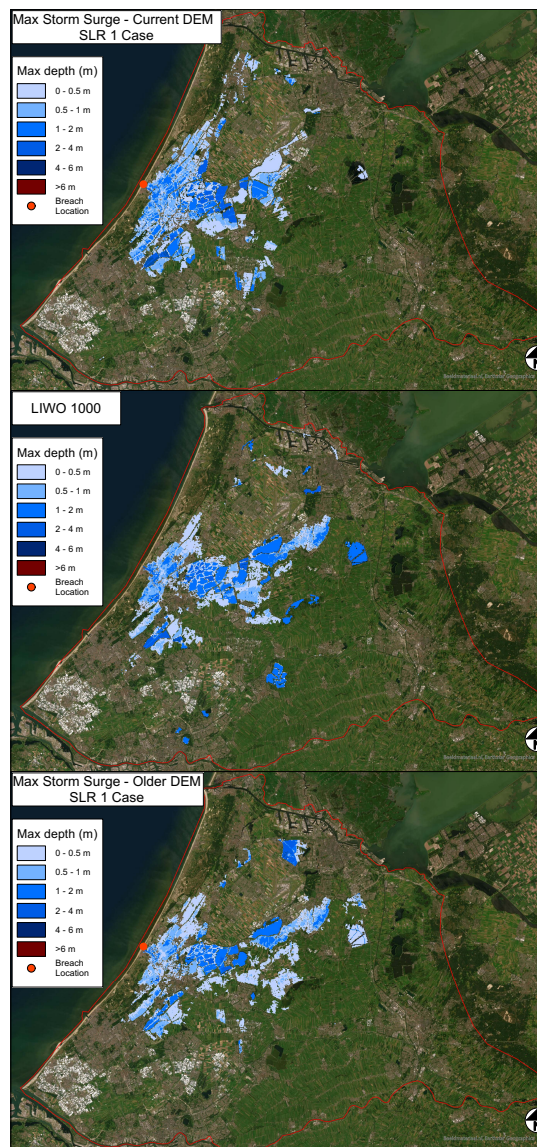 Max Storm Surge - Current DEM
SLR 1 Case
Max depth (m)
0 - 0.5 m
0.5 - 1 m
1 - 2 m
2 - 4 m
4 - 6 m
>6 m
Breach
Location
LIWO 1000
Max depth (m)
0 - 0.5 m
0.5 - 1 m
1 - 2 m
2 - 4 m
4 - 6 m
>6 m
Breach
Location
Max Storm Surge - Older DEM
SLR 1 Case
Max depth (m)
0 - 0.5 m
0.5 - 1 m
1 - 2 m
2 - 4 m
4 - 6 m
>6 m
Breach
Location